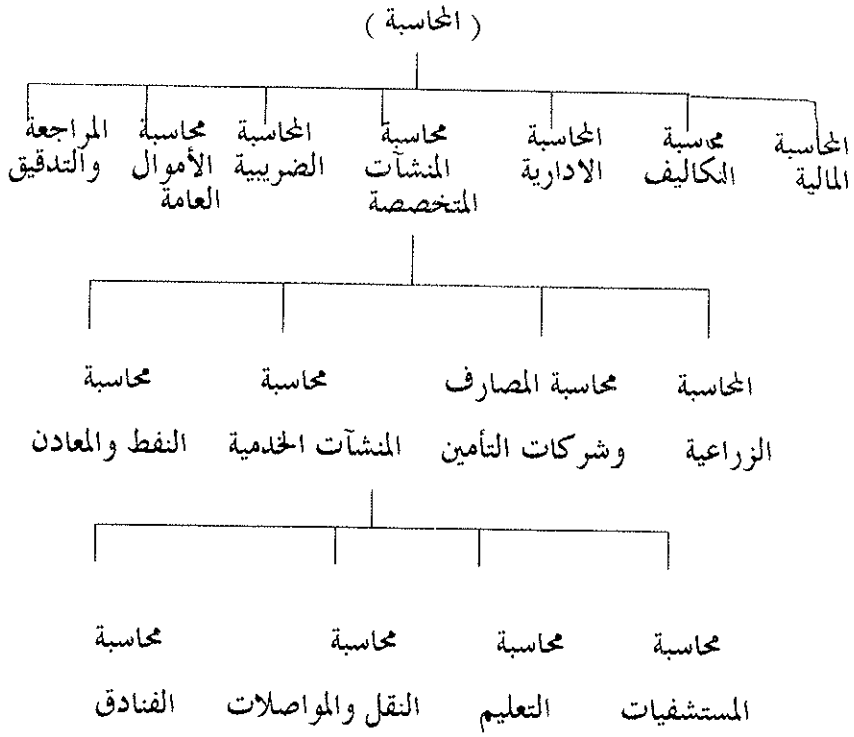 ( المحاسبة )
المحاسبة المالية
محاسبة التكاليف
المحاسبة الادارية
محاسبة المنشآت المتخصصة
المحاسبة الضريبية
محاسبة الأموال العامة
المراجعة والتدقيق
المحاسبة الزراعية
محاسبة المصارف وشركات التأمين
محاسبة المنشآت الخدمية
محاسبة النفط والمعادن
محاسبة المستشفيات
محاسبة التعليم
محاسبة النقل والمواصلات
محاسبة الفنادق